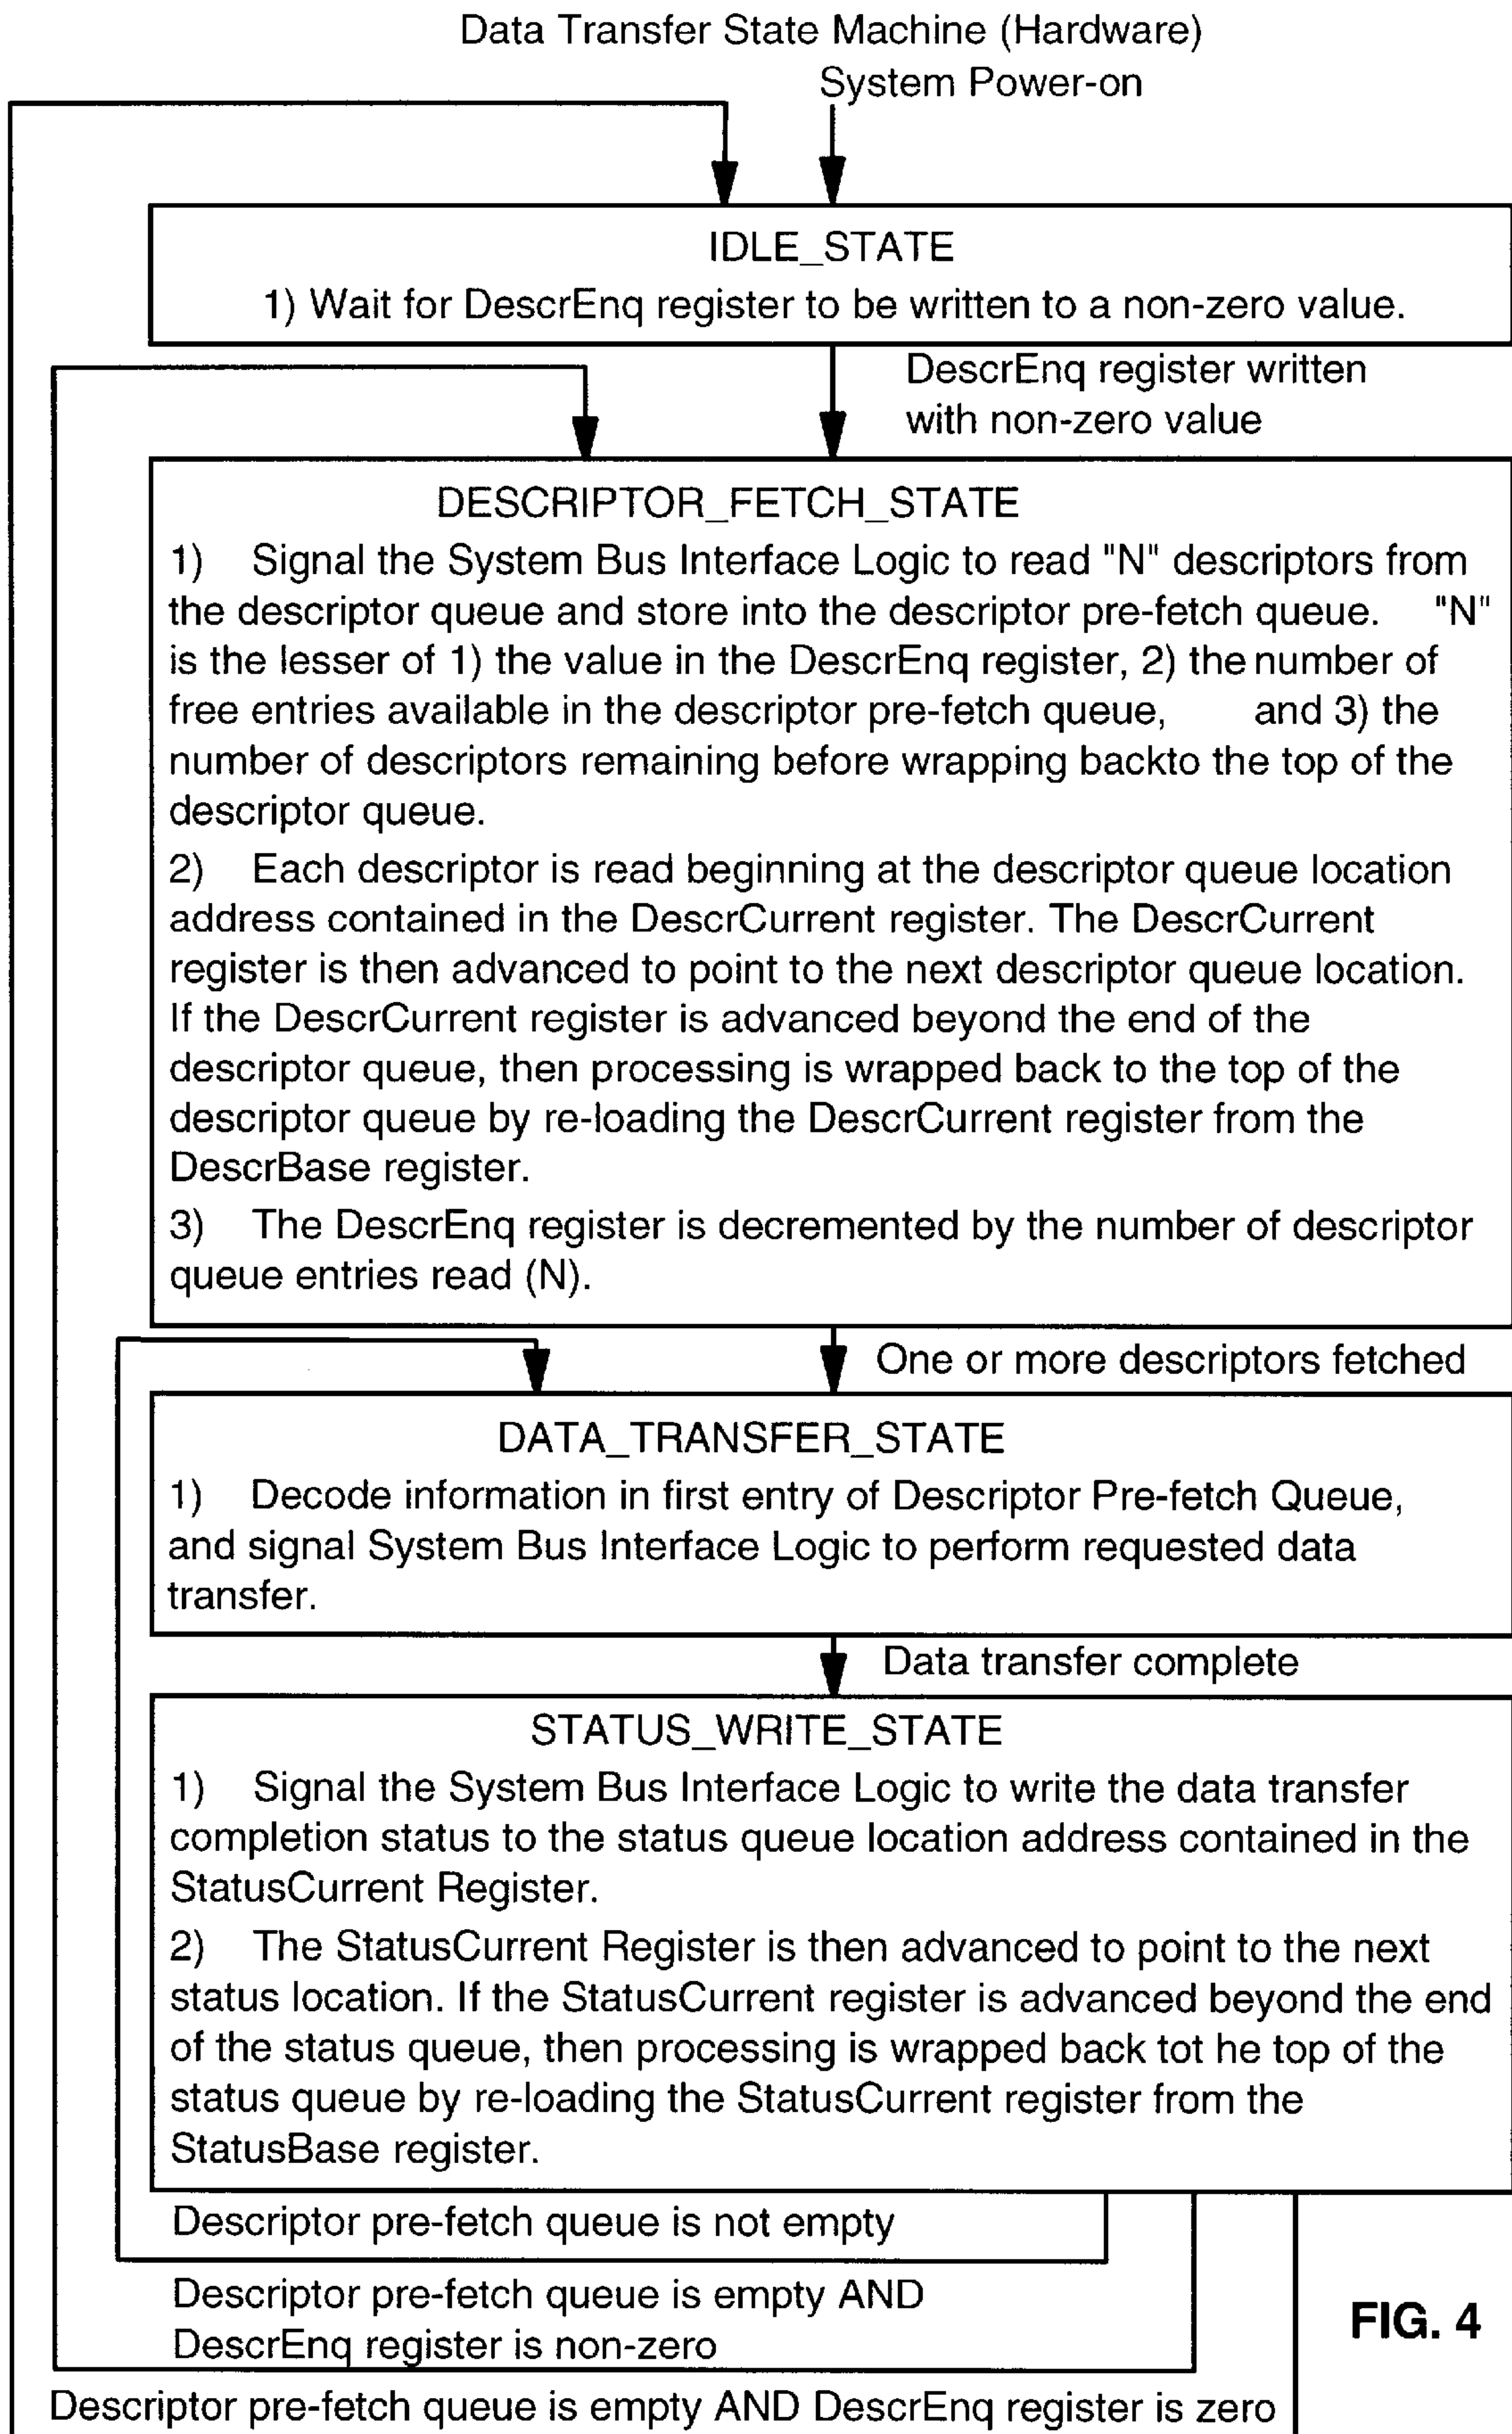 Data Transfer State Machine (Hardware)
System Power-on
IDLE_STATE
1) Wait for DescrEnq register to be written to a non-zero value.
DescrEnq register written
with non-zero value
DESCRIPTOR_FETCH_STATE
1) Signal the System Bus Interface Logic to read "N" descriptors from
the descriptor queue and store into the descriptor pre-fetch queue. "N"
is the lesser of 1) the value in the DescrEnq register, 2) the number of
free entries available in the descriptor pre-fetch queue, and 3) the
number of descriptors remaining before wrapping backto the top of the
descriptor queue.
2) Each descriptor is read beginning at the descriptor queue location
address contained in the DescrCurrent register. The DescrCurrent
register is then advanced to point to the next descriptor queue location.
If the DescrCurrent register is advanced beyond the end of the
descriptor queue, then processing is wrapped back to the top of the
descriptor queue by re-loading the DescrCurrent register from the
DescrBase register.
3) The DescrEnq register is decremented by the number of descriptor
queue entries read (N).
One or more descriptors fetched
DATA_TRANSFER_STATE
1) Decode information in first entry of Descriptor Pre-fetch Queue,
and signal System Bus Interface Logic to perform requested data
transfer.
Data transfer complete
STATUS_WRITE_STATE
1) Signal the System Bus Interface Logic to write the data transfer
completion status to the status queue location address contained in the
StatusCurrent Register.
2) The StatusCurrent Register is then advanced to point to the next
status location. If the StatusCurrent register is advanced beyond the end
of the status queue, then processing is wrapped back tot he top of the
status queue by re-loading the StatusCurrent register from the
StatusBase register.
Descriptor pre-fetch queue is not empty
Descriptor pre-fetch queue is empty AND
DescrEnq register is non-zero
FIG. 4
Descriptor pre-fetch queue is empty AND DescrEnq register is zero